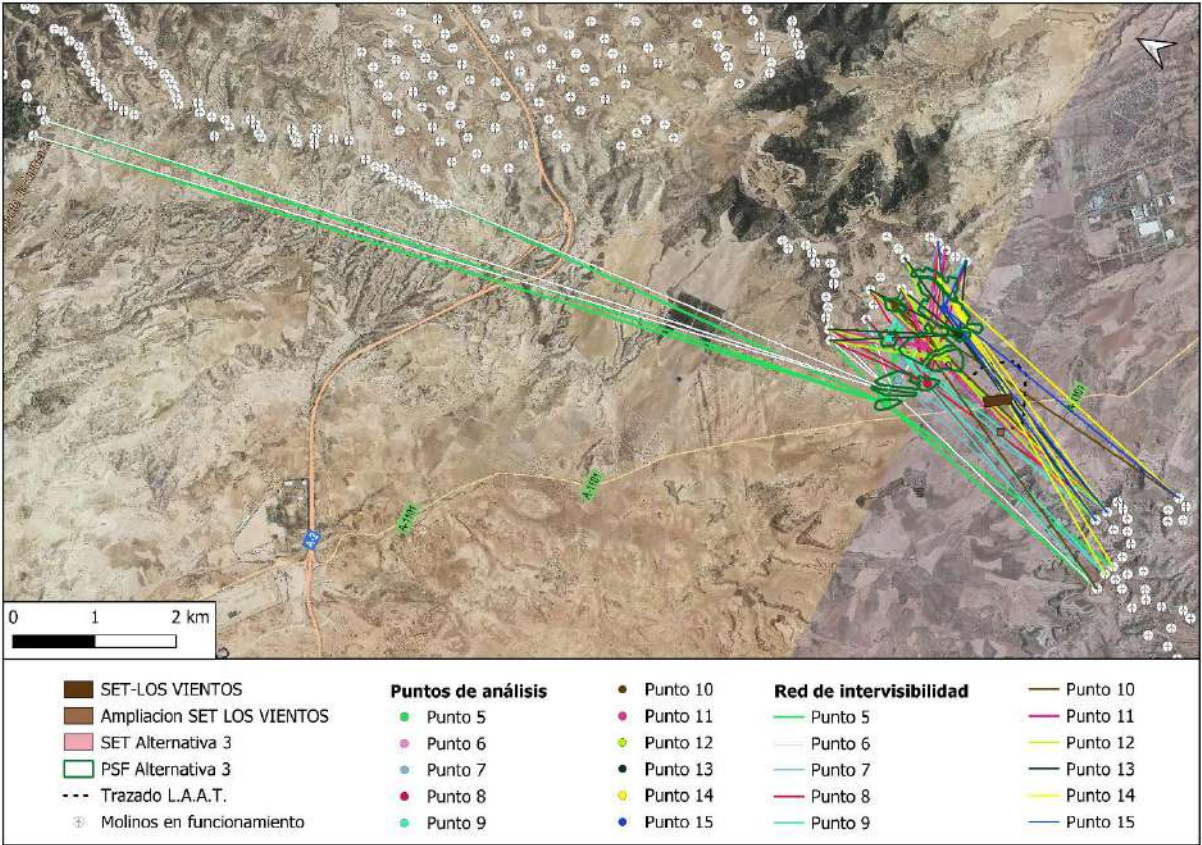 A-1101
A-1101
A-1101
A-2
0 1 2 km
SET-LOS VIENTOS
Ampliacion SET LOS VIENTOS
SET Alternativa 3
PSF Alternativa 3
Trazado L.A.A.T.
Molinos en funcionamiento
Puntos de análisis
Punto 5
Punto 6
Punto 7
Punto 8
Punto 9
Punto 10
Punto 11
Punto 12
Punto 13
Punto 14
Punto 15
Red de intervisibilidad
Punto 5
Punto 6
Punto 7
Punto 8
Punto 9
Punto 10
Punto 11
Punto 12
Punto 13
Punto 14
Punto 15